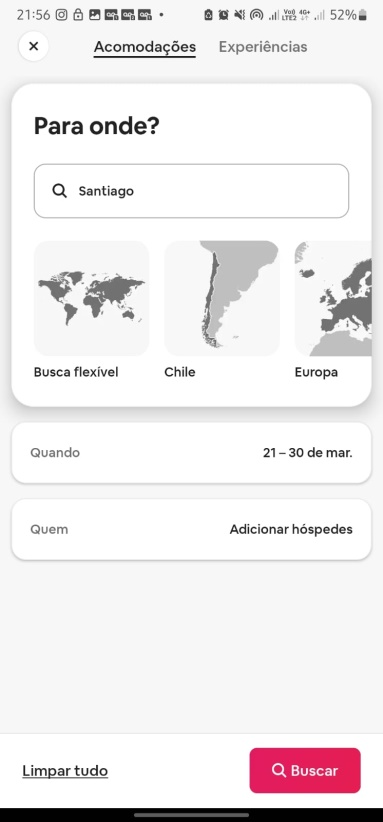 21:56 52%
Acomodações Experiências
Para onde?
Santiago
Busca flexível Chile Europa
Quando 21 – 30 de mar.
Quem Adicionar hóspedes
Limpar tudo Buscar